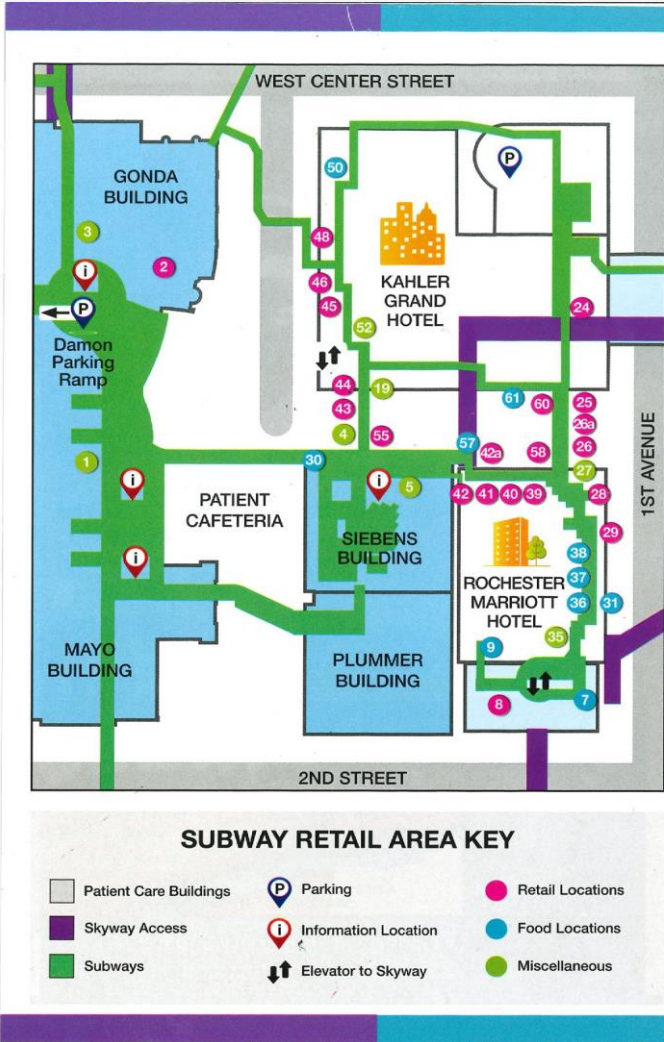 WEST CENTER STREET
GONDA
BUILDING
P
50
3
2
48
i
KAHLER
GRAND
HOTEL
46
45
24
P
Damon
Parking
Ramp
52
44
19
61
60
25
43
26a
4
55
57
42a
58
26
1
30
27
i
i
5
42
41
40
39
28
PATIENT
CAFETERIA
1ST AVENUE
29
SIEBENS
BUILDING
38
i
ROCHESTER
MARRIOTT
HOTEL
37
36
31
35
MAYO
BUILDING
PLUMMER
BUILDING
9
8
7
2ND STREET
SUBWAY RETAIL AREA KEY
Patient Care Buildings
P Parking
Retail Locations
Skyway Access
i Information Location
Food Locations
Subways
Elevator to Skyway
Miscellaneous